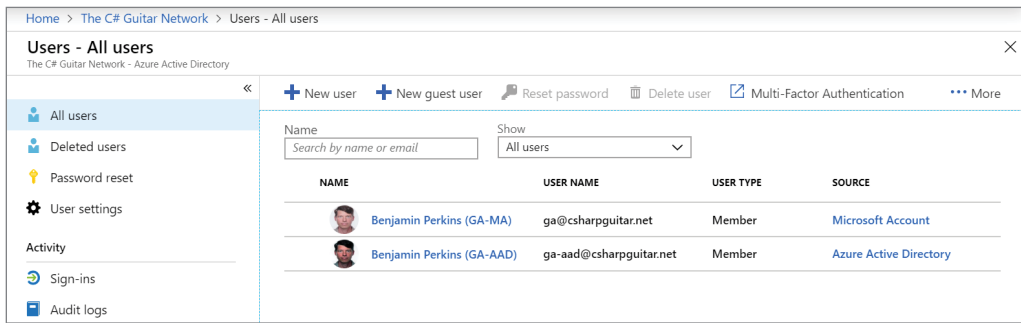 Home > The C# Guitar Network > Users - All users
Users - All users
The C# Guitar Network - Azure Active Directory
All users
Deleted users
Password reset
User settings
Activity
Sign-ins
Audit logs
New user New guest user Reset password Delete user Multi-Factor Authentication ••• More
Name Show
Search by name or email All users
NAME USER NAME USER TYPE SOURCE
Benjamin Perkins (GA-MA) ga@csharpguitar.net Member Microsoft Account
Benjamin Perkins (GA-AAD) ga-aad@csharpguitar.net Member Azure Active Directory